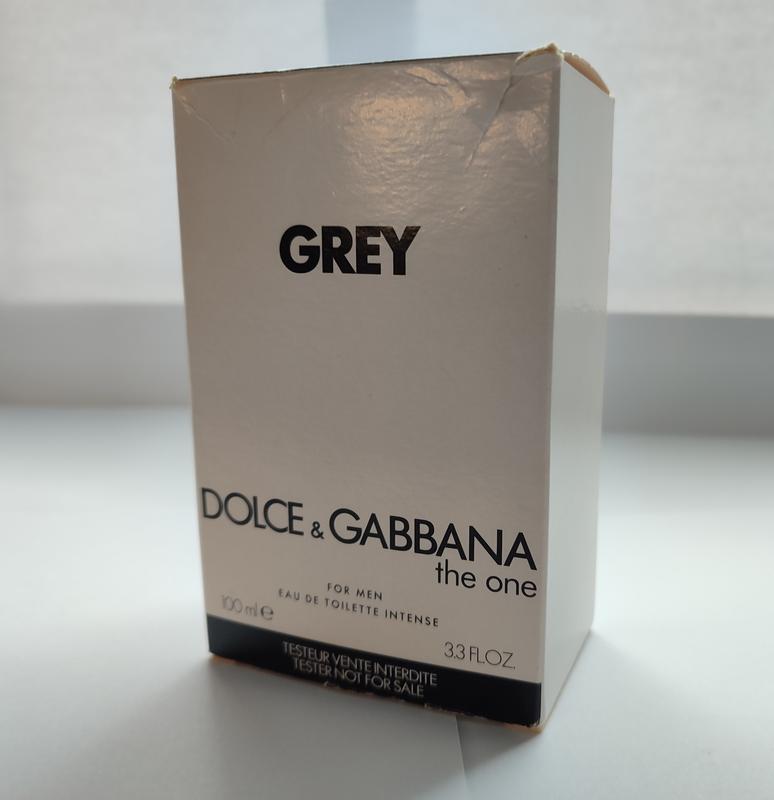 GREY
DOLCE & GABBANA
the one
FOR MEN
EAU DE TOILETTE INTENSE
100 ml e
3.3 FL.OZ.
TESTEUR VENTE INTERDITE
TESTER NOT FOR SALE